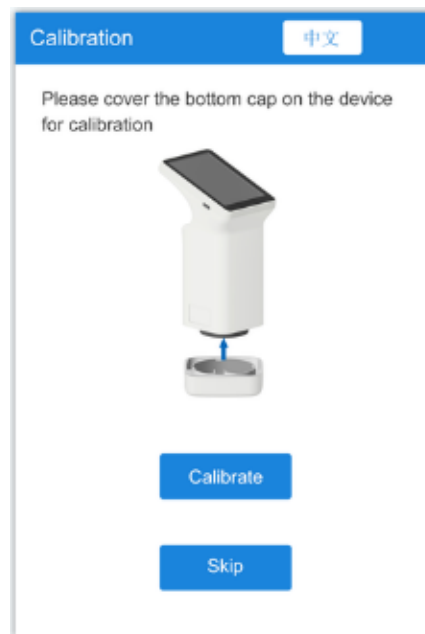 Calibration
中文
Please cover the bottom cap on the device
for calibration
Calibrate
Skip